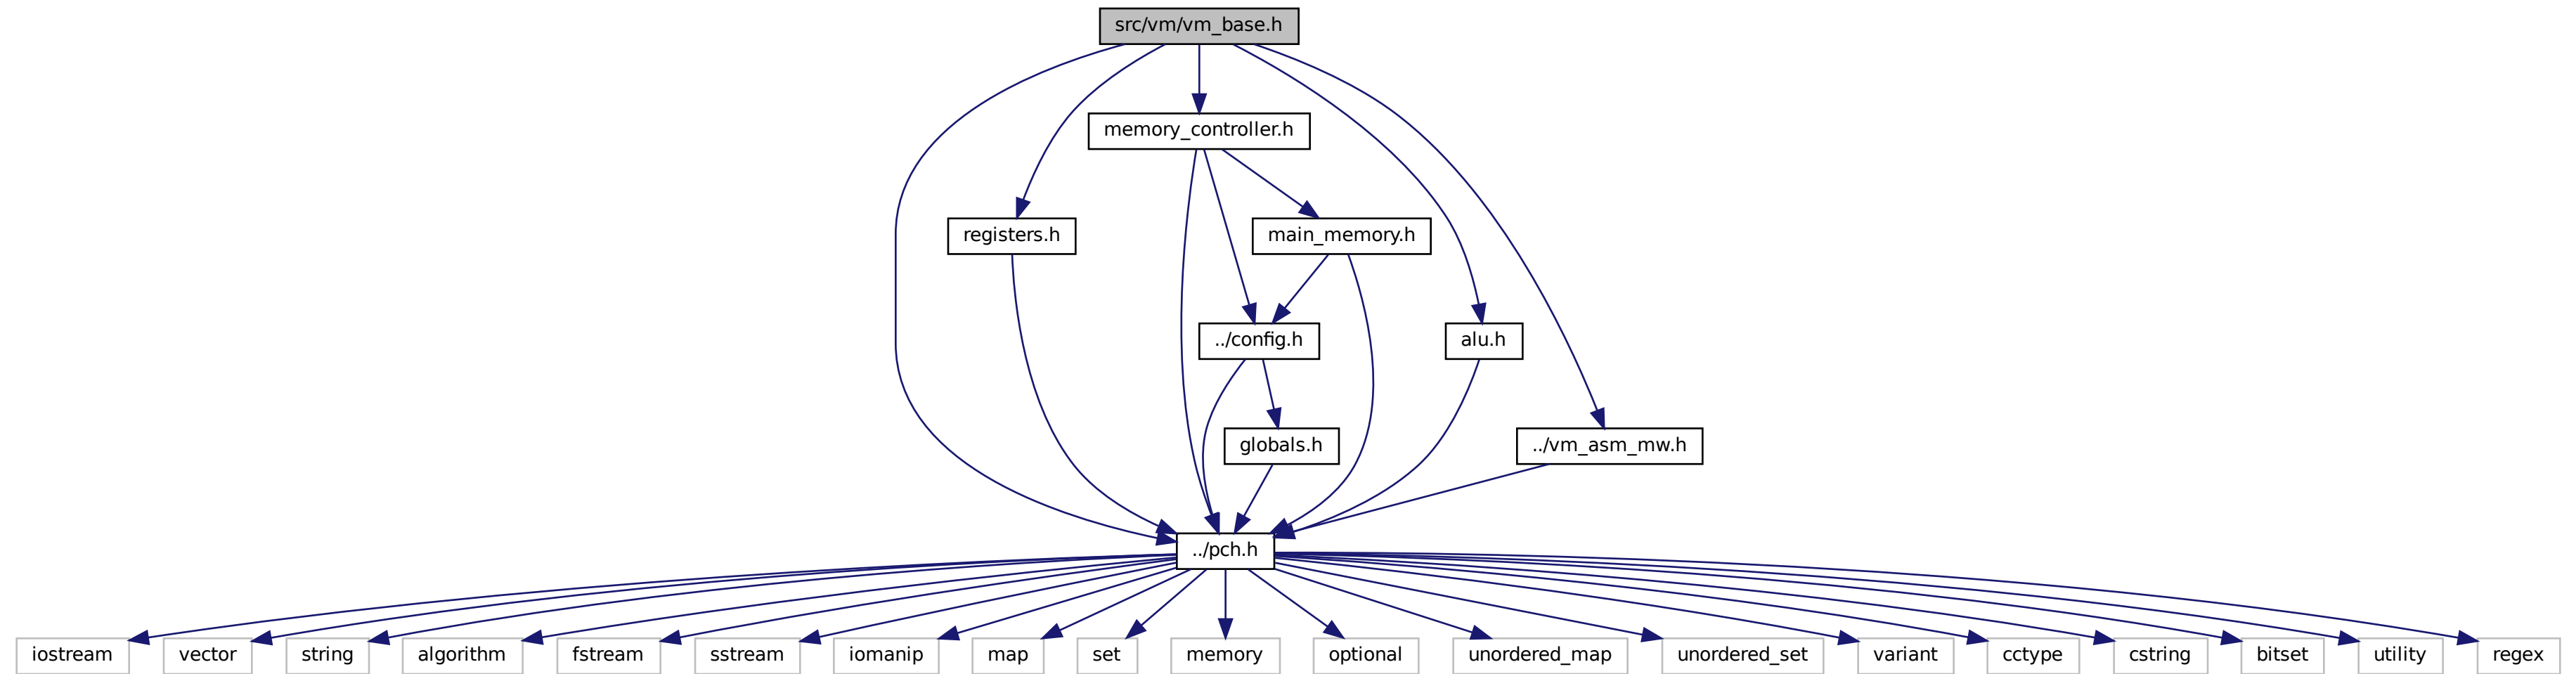 src/vm/vm_base.h
memory_controller.h
registers.h
main_memory.h
../config.h
alu.h
globals.h
../vm_asm_mw.h
../pch.h
iostream
vector
string
algorithm
fstream
sstream
iomanip
map
set
memory
optional
unordered_map
unordered_set
variant
cctype
cstring
bitset
utility
regex